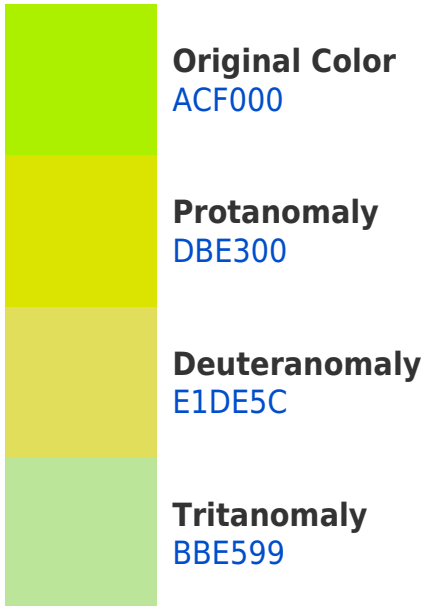 Original Color
ACF000
Protanomaly
DBE300
Deuteranomaly
E1DE5C
Tritanomaly
BBE599